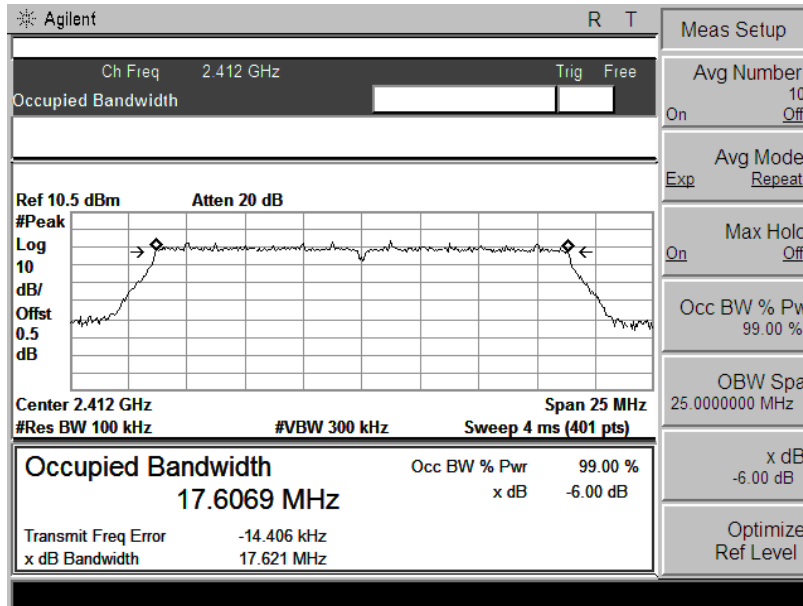 Agilent R T
Ch Freq 2.412 GHz Trig Free
Occupied Bandwidth
Ref 10.5 dBm Atten 20 dB
#Peak
Log
10
dB/
Offst
0.5
dB
Center 2.412 GHz Span 25 MHz
#Res BW 100 kHz #VBW 300 kHz Sweep 4 ms (401 pts)
Occupied Bandwidth Occ BW % Pwr 99.00 %
17.6069 MHz x dB -6.00 dB
Transmit Freq Error -14.406 kHz
x dB Bandwidth 17.621 MHz
Meas Setup
Avg Number
10
On Off
Avg Mode
Exp Repeat
Max Hold
On Off
Occ BW % Pw
99.00 %
OBW Spa
25.0000000 MHz
x dB
-6.00 dB
Optimize
Ref Level